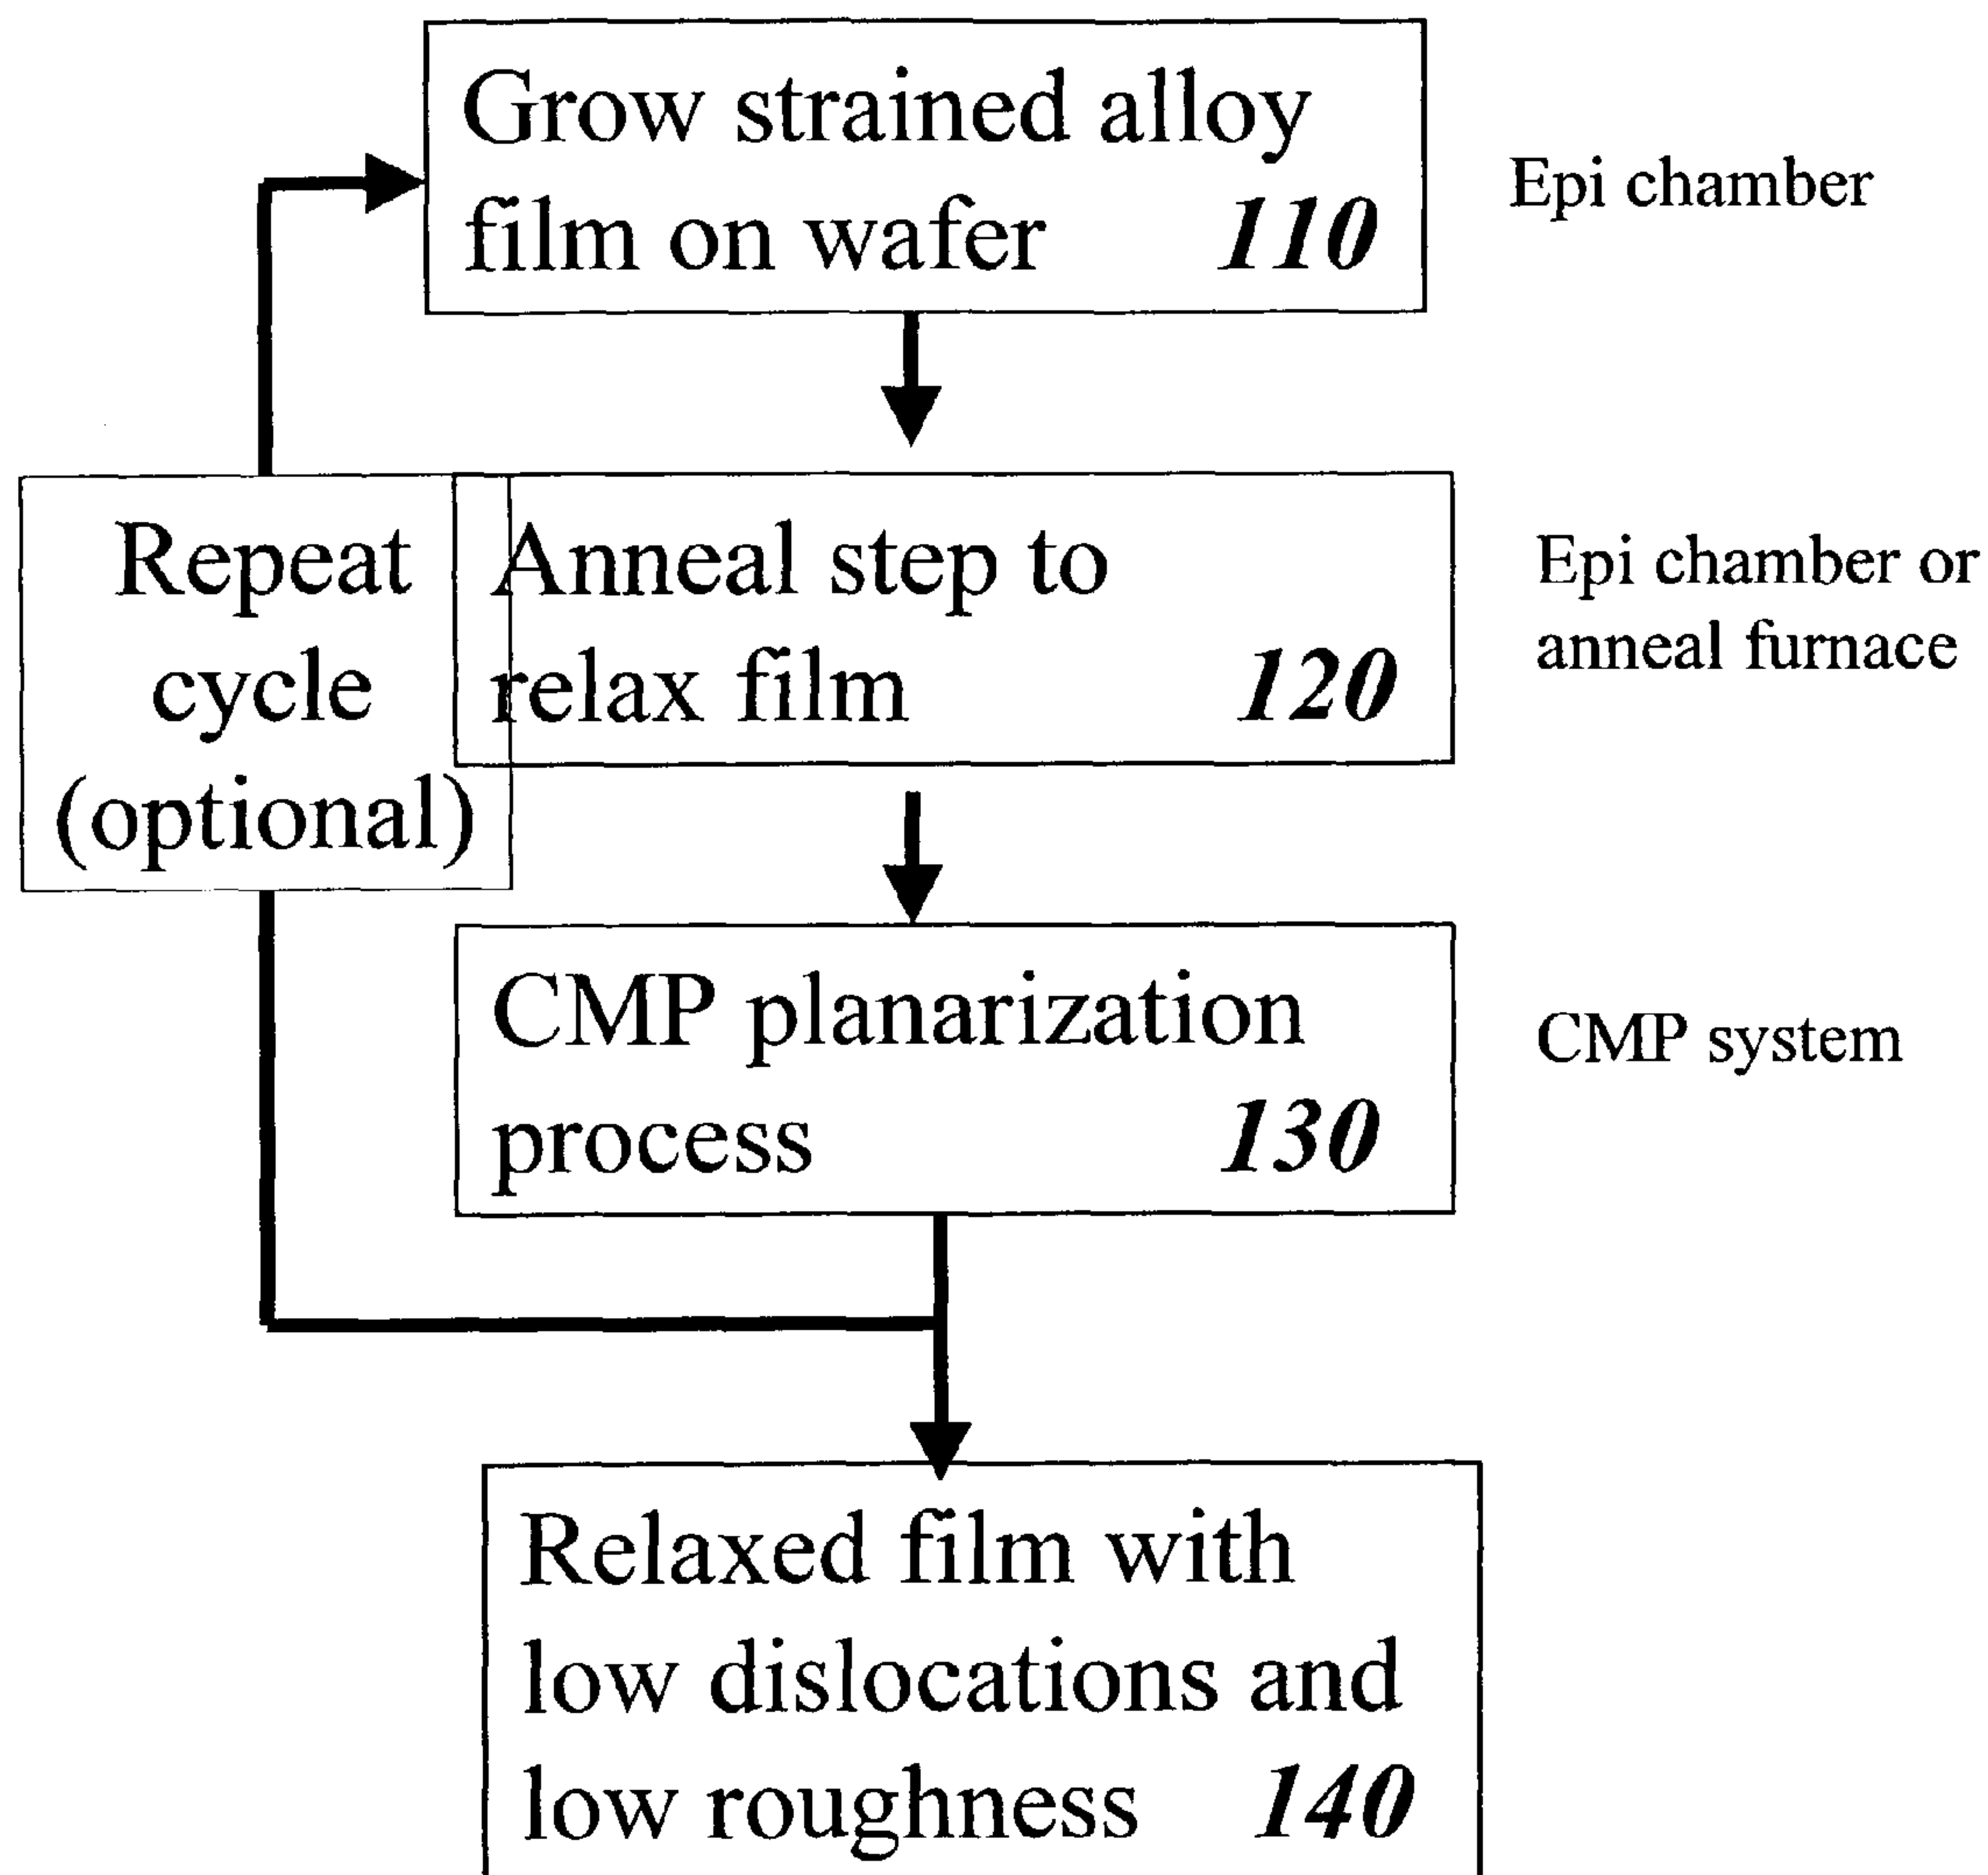 Grow strained alloy
film on wafer 110
Epi chamber
Repeat
cycle
(optional)
Anneal step to
relax film 120
Epi chamber or
anneal furnace
CMP planarization
process 130
CMP system
Relaxed film with
low dislocations and
low roughness 140